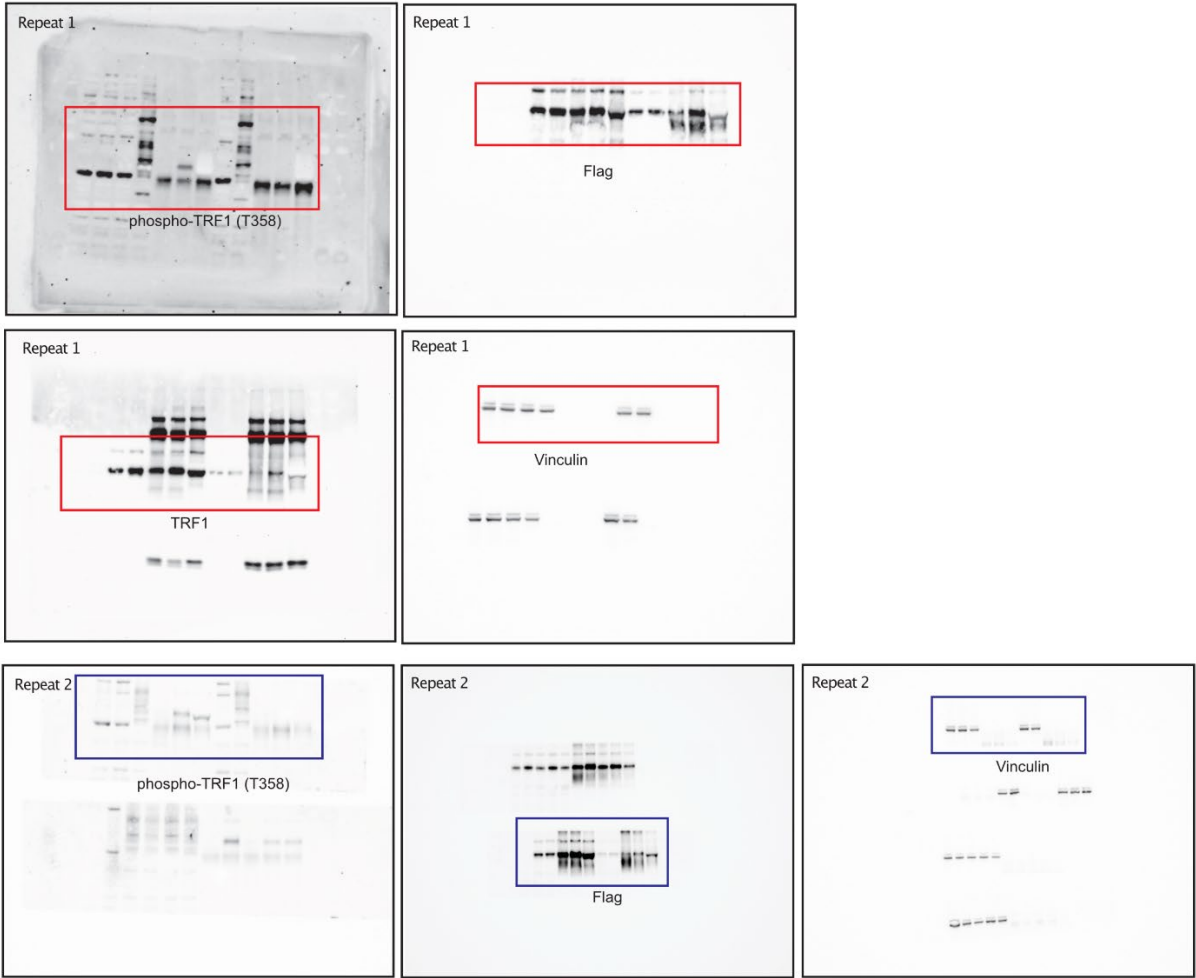 Repeat 1
phospho-TRF1 (T358)
Repeat 1
Flag
Repeat 1
TRF1
Repeat 1
Vinculin
Repeat 2
phospho-TRF1 (T358)
Repeat 2
Flag
Repeat 2
Vinculin